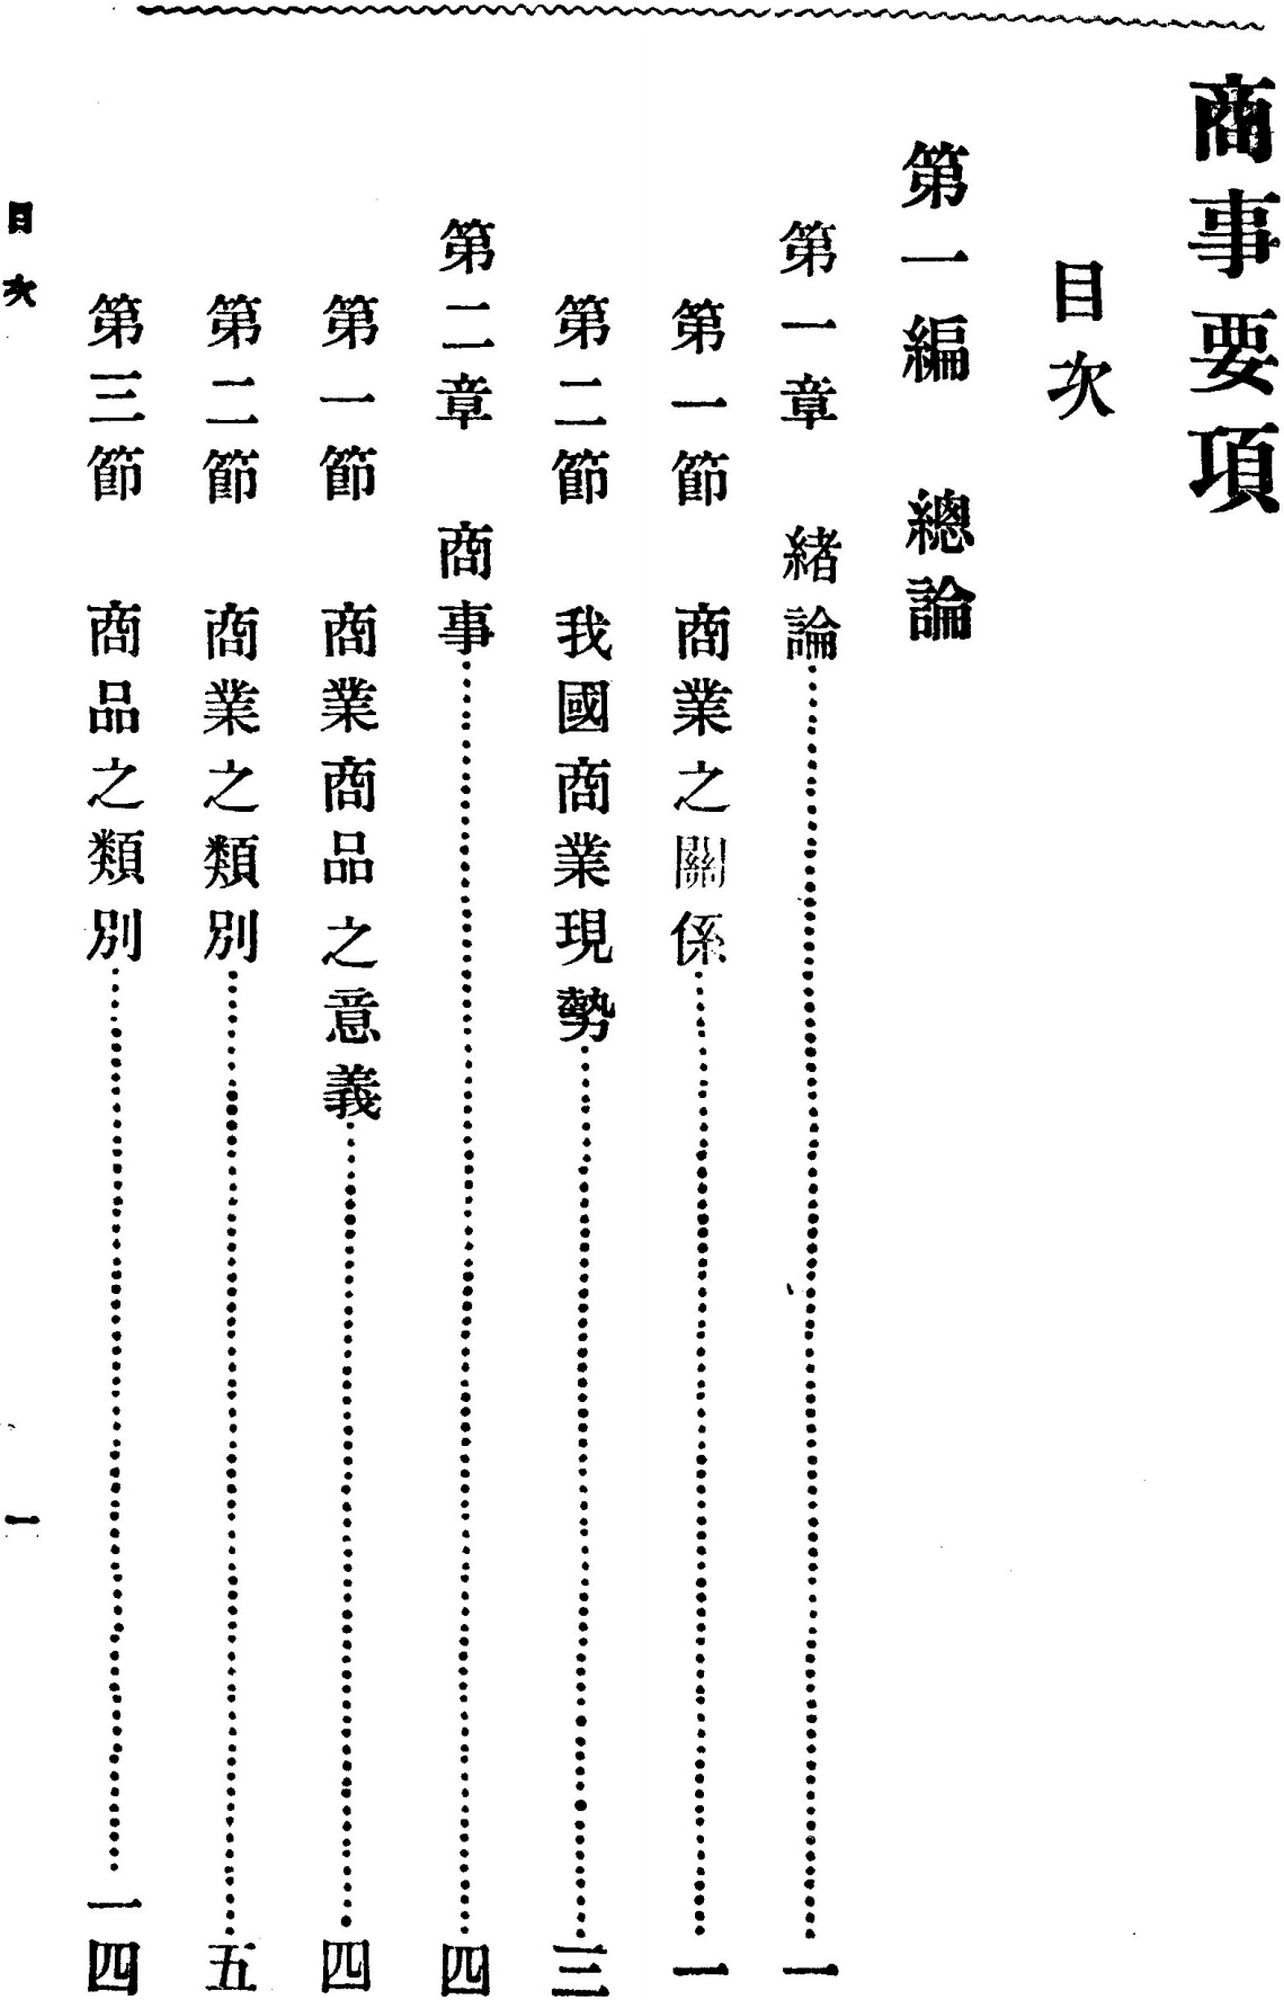 商事要項
目次
第一編　總論
第一章　緒論……………………一
第一節　商業之關係……………………一
第二節　我國商業現勢……………………三
第二章　商事……………………四
第一節　商業商品之意義……………………四
第二節　商業之類別……………………五
第三節　商品之類別……………………一四
目次　一